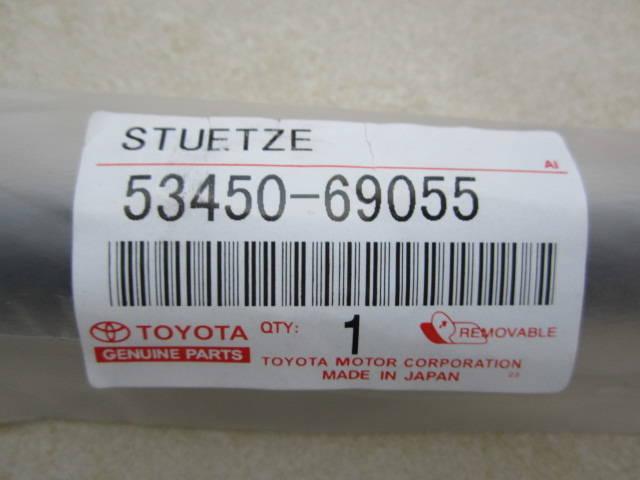 STUETZE
AI
53450-69055
TOYOTA
GENUINE PARTS
QTY: 1
REMOVABLE
TOYOTA MOTOR CORPORATION
MADE IN JAPAN